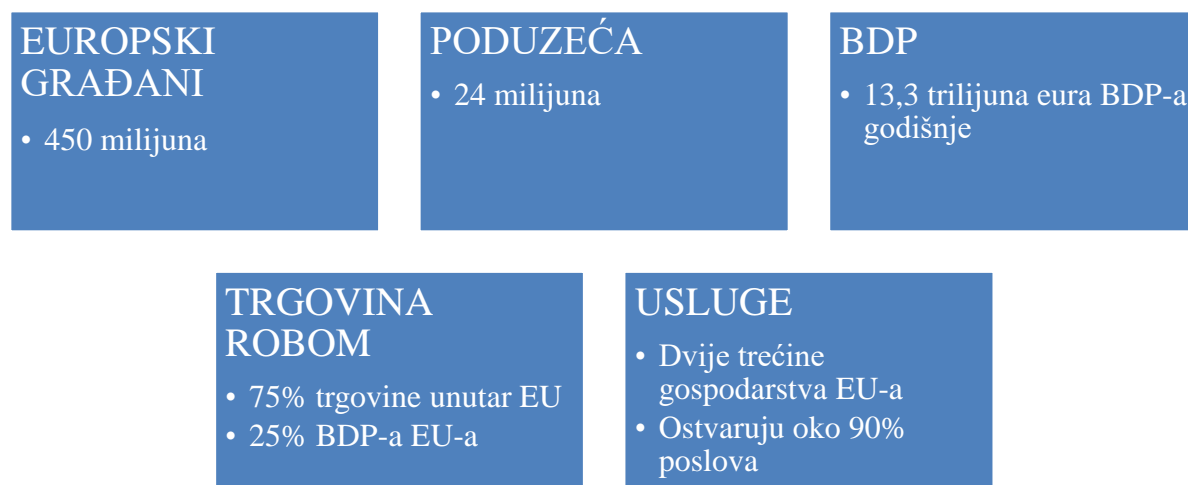 EUROPSKI
GRAĐANI
• 450 milijuna
PODUZEĆA
• 24 milijuna
BDP
• 13,3 trilijuna eura BDP-a
godišnje
TRGOVINA
ROBOM
• 75% trgovine unutar EU
• 25% BDP-a EU-a
USLUGE
• Dvije trećine
gospodarstva EU-a
• Ostvaruju oko 90%
poslova